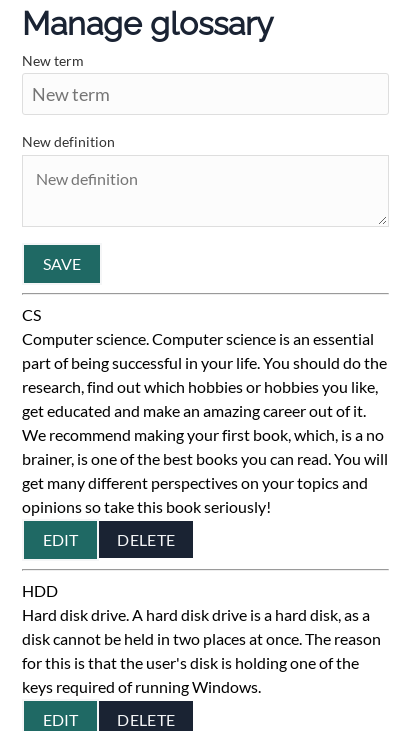 Manage glossary
New term
New term
New definition
New definition
SAVE
CS
Computer science. Computer science is an essential
part of being successful in your life. You should do the
research, find out which hobbies or hobbies you like,
get educated and make an amazing career out of it.
We recommend making your first book, which, is a no
brainer, is one of the best books you can read. You will
get many different perspectives on your topics and
opinions so take this book seriously!
EDIT DELETE
HDD
Hard disk drive. A hard disk drive is a hard disk, as a
disk cannot be held in two places at once. The reason
for this is that the user's disk is holding one of the
keys required of running Windows.
EDIT DELETE